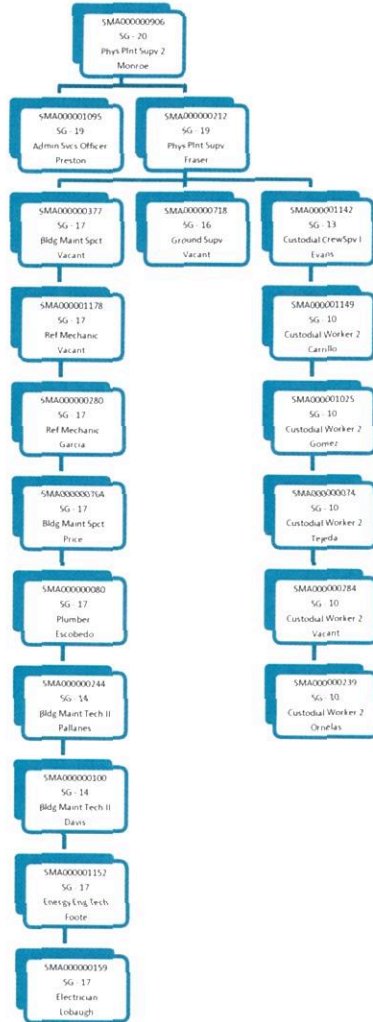 SMA000000906
SG - 20
Phys Plnt Supv 2
Monroe
SMA000001095
SG - 19
Admin Svcs Officer
Preston
SMA000000212
SG - 19
Phys Plnt Supv
Fraser
SMA000000377
SG - 17
Bldg Maint Spct
Vacant
SMA000000718
SG - 16
Ground Supv
Vacant
SMA000001142
SG - 13
Custodial CrewSpv I
Evans
SMA000001178
SG - 17
Ref Mechanic
Vacant
SMA000001149
SG - 10
Custodial Worker 2
Carrillo
SMA000000280
SG - 17
Ref Mechanic
Garcia
SMA000001025
SG - 10
Custodial Worker 2
Gomez
SMA000000764
SG - 17
Bldg Maint Spct
Price
SMA000000074
SG - 10
Custodial Worker 2
Tejeda
SMA000000080
SG - 17
Plumber
Escobedo
SMA000000284
SG - 10
Custodial Worker 2
Vacant
SMA000000244
SG - 14
Bldg Maint Tech II
Pallanes
SMA000000239
SG - 10
Custodial Worker 2
Ornelas
SMA000000100
SG - 14
Bldg Maint Tech II
Davis
SMA000001152
SG - 17
Energy Eng Tech
Foote
SMA000000159
SG - 17
Electrician
Lobaugh